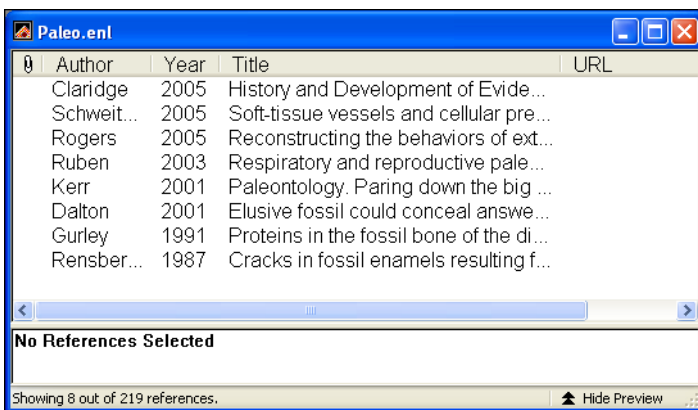 Paleo.enl
Author Year Title URL
Claridge 2005 History and Development of Evide...
Schweit... 2005 Soft-tissue vessels and cellular pre...
Rogers 2005 Reconstructing the behaviors of ext...
Ruben 2003 Respiratory and reproductive pale...
Kerr 2001 Paleontology. Paring down the big ...
Dalton 2001 Elusive fossil could conceal answe...
Gurley 1991 Proteins in the fossil bone of the di...
Rensber... 1987 Cracks in fossil enamels resulting f...
No References Selected
Showing 8 out of 219 references. Hide Preview